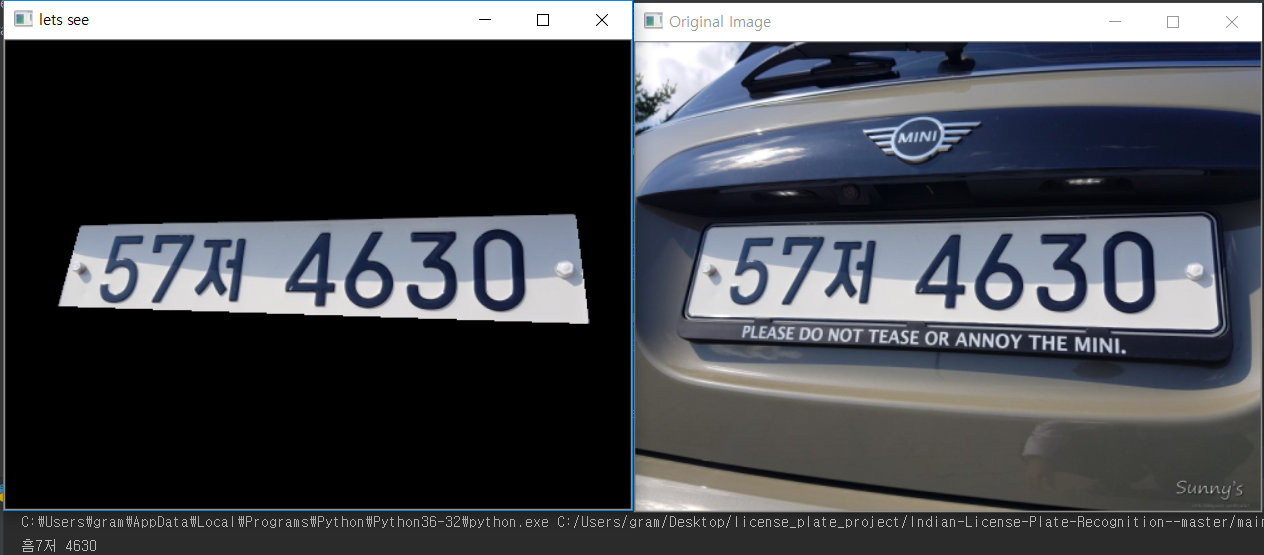 lets see
Original Image
57저 4630
MINI
57저 4630
PLEASE DO NOT TEASE OR ANNOY THE MINI.
Sunny's
C:₩Users₩gram₩AppData₩Local₩Programs₩Python₩Python36-32₩python.exe C:/Users/gram/Desktop/license_plate_project/Indian-License-Plate-Recognition--master/mai
흠7저 4630